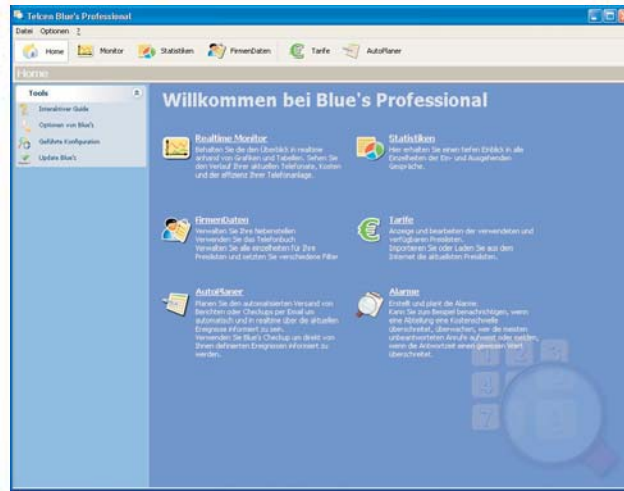 Telcen Blue's Professional
Datei Optionen ?
Home Monitor Statistiken FirmenDaten Tarife AutoPlaner
Home
Tools
Interaktiver Guide
Optionen von Blue's
Geführte Konfiguration
Update Blue's
Willkommen bei Blue's Professional
Realtime Monitor
Behalten Sie die den Überblick in realtime
anhand von Grafiken und Tabellen. Sehen Sie
den Verlauf Ihrer aktuellen Telefonate, Kosten
und der effizienz Ihrer Telefonanlage.
Statistiken
Hier erhalten Sie einen tiefen Einblick in alle
Einzelheiten der Ein- und Ausgehenden
Gespräche.
FirmenDaten
Verwalten Sie Ihre Nebenstellen
Verwenden Sie das Telefonbuch
Verwalten Sie alle einzelheiten für Ihre
Preislisten und setzten Sie verschiedene Filter
Tarife
Anzeige und bearbeiten der verwendeten und
verfügbaren Preislisten.
Importieren Sie oder Laden Sie aus dem
Internet die aktuellsten Preislisten.
AutoPlaner
Planen Sie den automatisierten Versand von
Berichten oder Checkups per Email um
automatisch und in realtime über die aktuellen
Ereignisse informiert zu sein.
Verwenden Sie Blue's Checkup um direkt von
Ihnen definierten Ereignissen informiert zu
werden.
Alarme
Erstellt und plant die Alarme.
Kann Sie zum Beispiel benachrichtigen, wenn
eine Abteilung eine Kostenschwelle
überschreitet, überwachen, wer die meisten
unbeantworteten Anrufe aufweist oder melden,
wenn die Antwortzeit einen gewissen Wert
überschreitet.
1 2 3
4
7